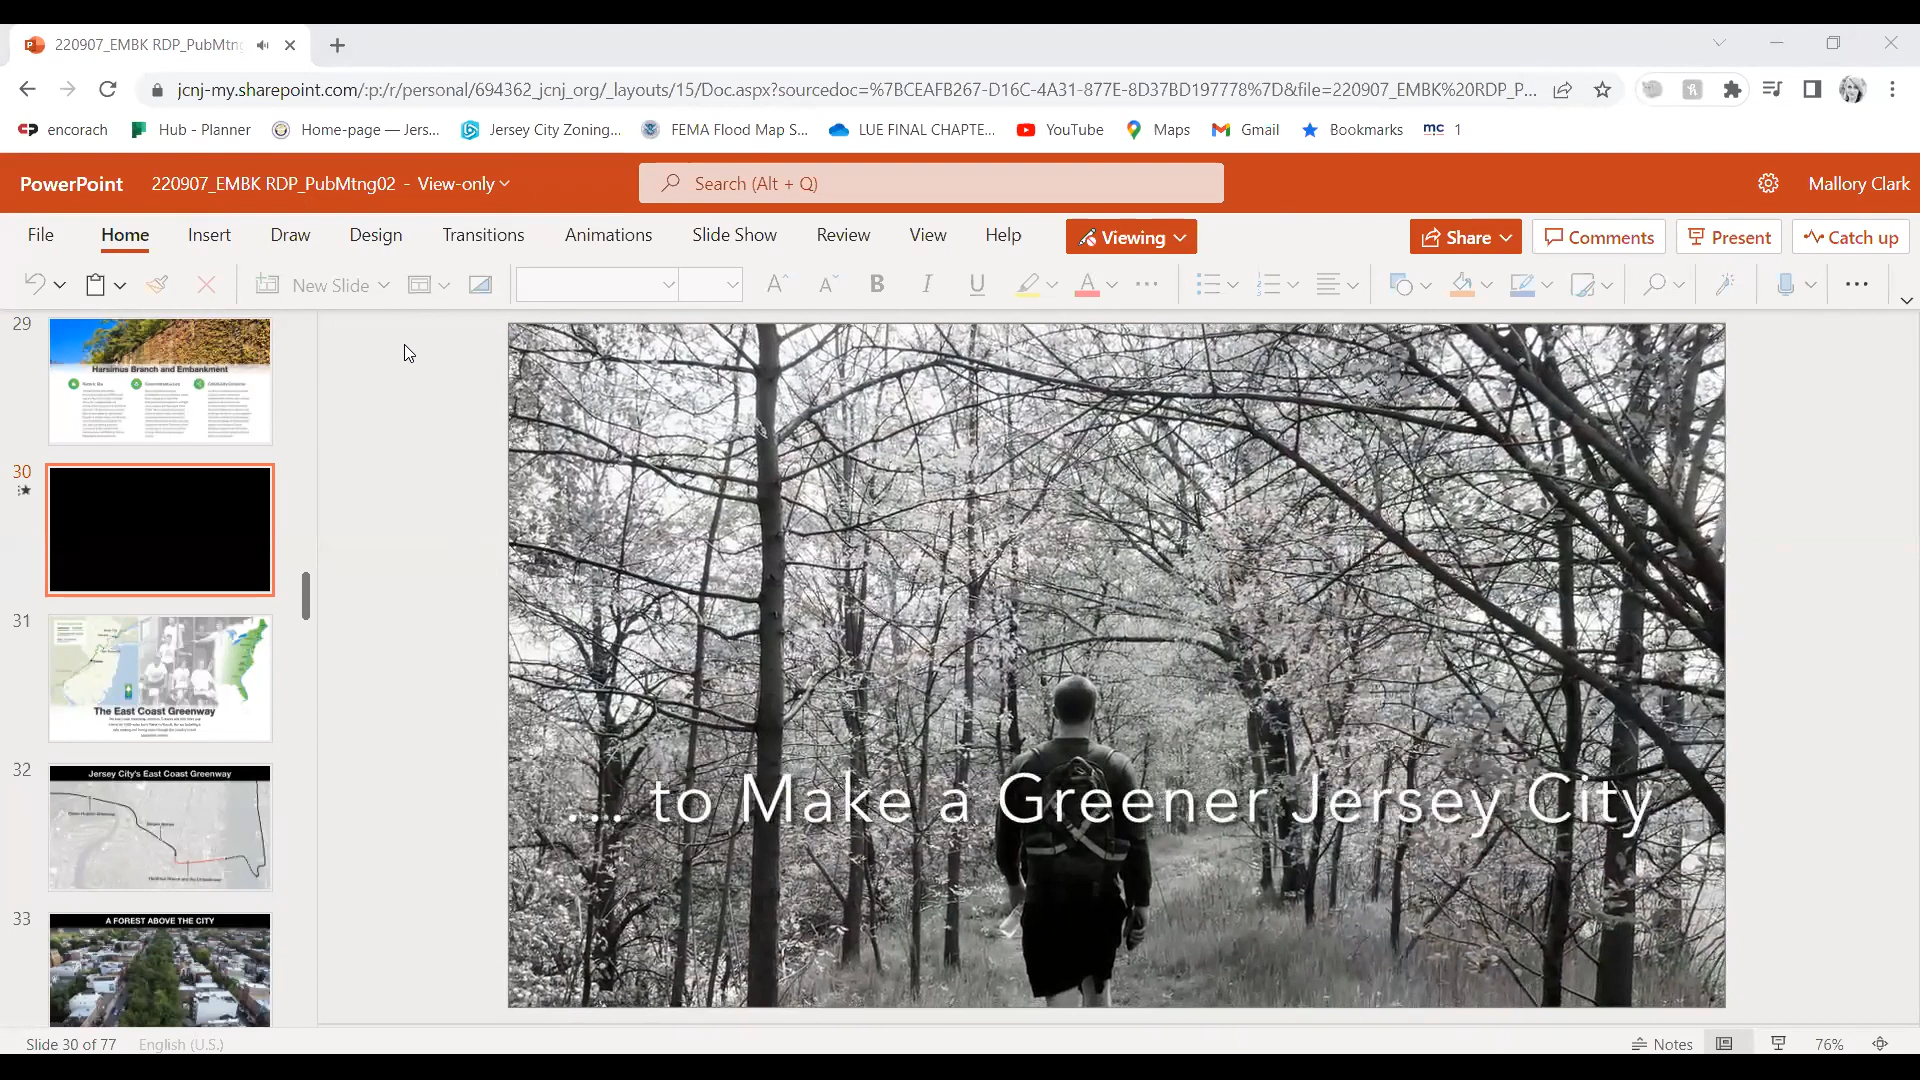 220907_EMBK RDP_PubMtng
jcnj-my.sharepoint.com/:p:/r/personal/694362_jcnj_org/_layouts/15/Doc.aspx?sourcedoc=%7BCEAFB267-D16C-4A31-877E-8D37BD197778%7D&file=220907_EMBK%20RDP_P...
encorach Hub - Planner Home-page — Jers... Jersey City Zoning... FEMA Flood Map S... LUE FINAL CHAPTE... YouTube Maps Gmail Bookmarks mc 1
PowerPoint 220907_EMBK RDP_PubMtng02 - View-only Search (Alt + Q) Mallory Clark
File Home Insert Draw Design Transitions Animations Slide Show Review View Help Viewing Share Comments Present Catch up
New Slide A A B I U A
29
Harsimus Branch and Embankment
30
31
The East Coast Greenway
32
Jersey City's East Coast Greenway
33
A FOREST ABOVE THE CITY
.... to Make a Greener Jersey City
Slide 30 of 77 English (U.S.) Notes 76%